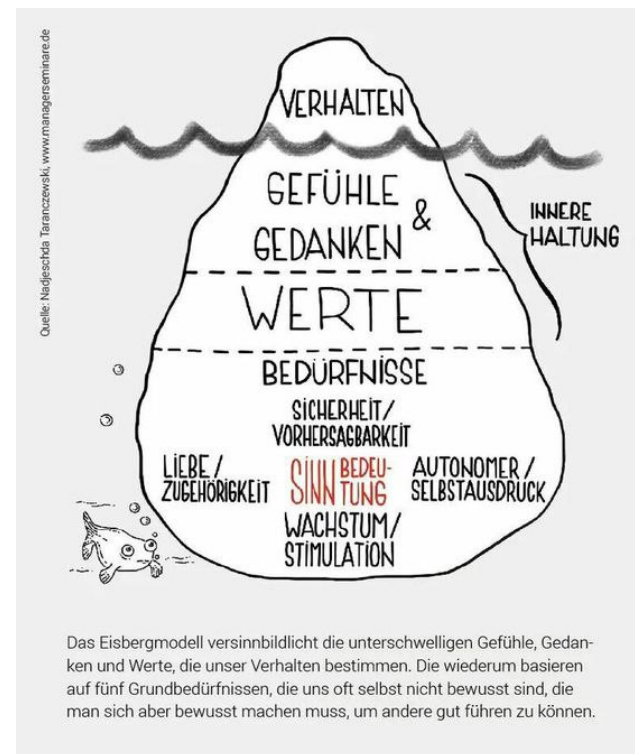 Quelle: Nadjeschda Taranczewski, www.managerseminare.de
VERHALTEN
GEFÜHLE
&
GEDANKEN
INNERE
HALTUNG
WERTE
BEDÜRFNISSE
SICHERHEIT/
VORHERSAGBARKEIT
LIEBE/
ZUGEHÖRIGKEIT
SINN BEDEU-
TUNG
AUTONOMER/
SELBSTAUSDRUCK
WACHSTUM/
STIMULATION
Das Eisbergmodell versinnbildlicht die unterschwelligen Gefühle, Gedan-
ken und Werte, die unser Verhalten bestimmen. Die wiederum basieren
auf fünf Grundbedürfnissen, die uns oft selbst nicht bewusst sind, die
man sich aber bewusst machen muss, um andere gut führen zu können.